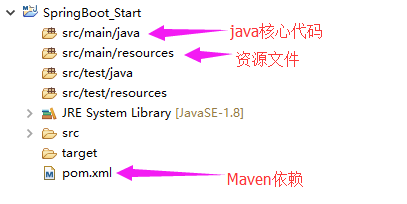 SpringBoot_Start
src/main/java
java核心代码
src/main/resources
资源文件
src/test/java
src/test/resources
JRE System Library [JavaSE-1.8]
src
target
pom.xml
Maven依赖